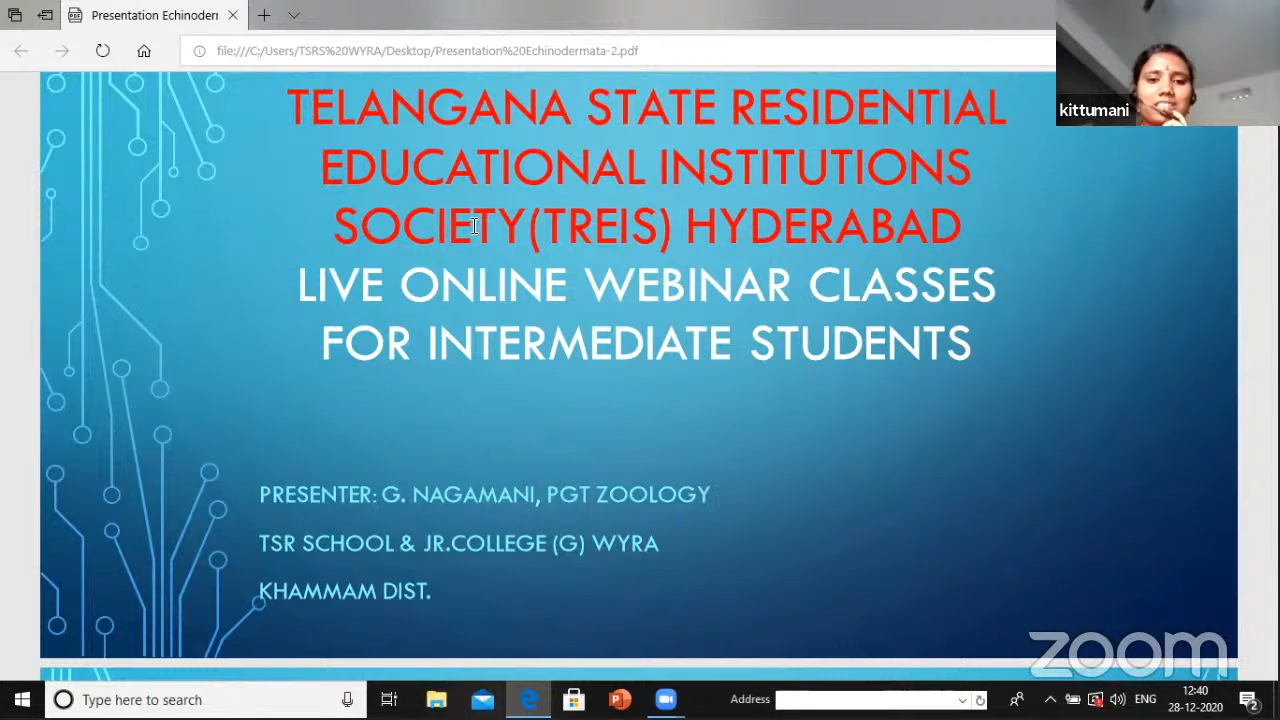 Presentation Echinoder
file:///C:/Users/TSRS%20WYRA/Desktop/Presentation%20Echinodermata-2.pdf
kittumani
TELANGANA STATE RESIDENTIAL
EDUCATIONAL INSTITUTIONS
SOCIETY(TREIS) HYDERABAD
LIVE ONLINE WEBINAR CLASSES
FOR INTERMEDIATE STUDENTS
PRESENTER: G. NAGAMANI, PGT ZOOLOGY
TSR SCHOOL & JR.COLLEGE (G) WYRA
KHAMMAM DIST.
zoom
Type here to search
Address
ENG
12:40
28-12-2020
2